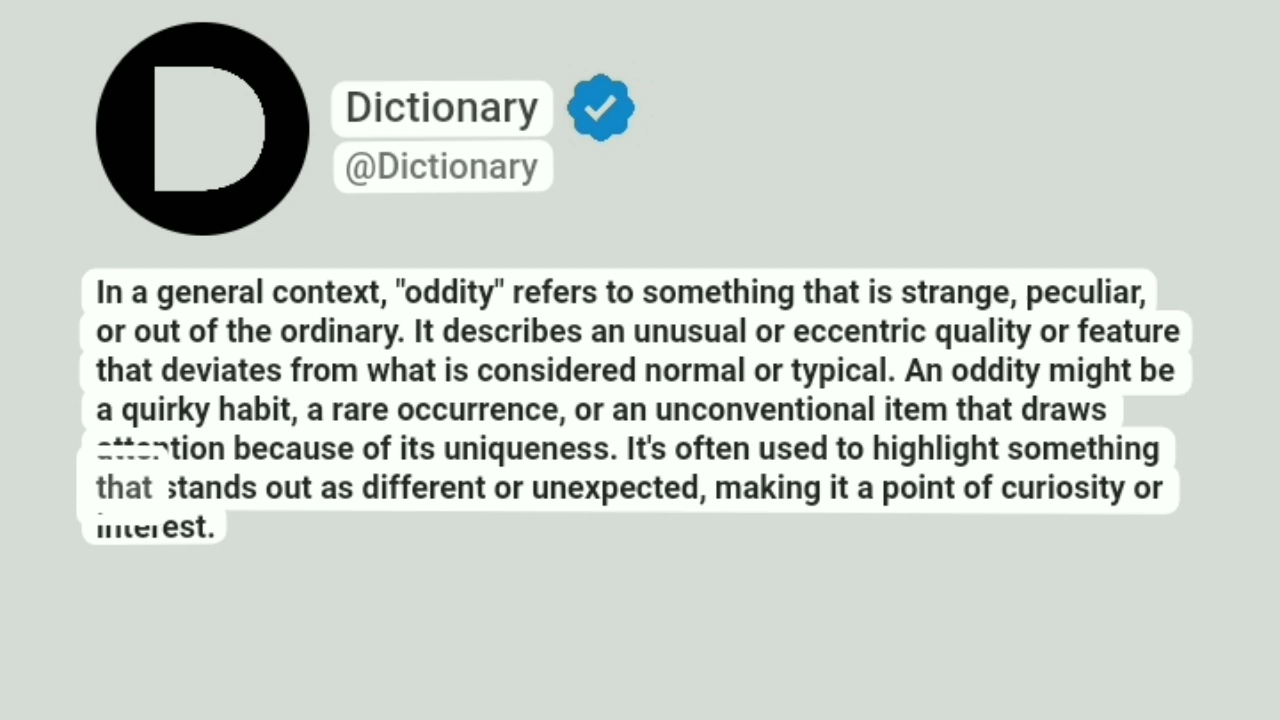 D
Dictionary
@Dictionary
In a general context, "oddity" refers to something that is strange, peculiar,
or out of the ordinary. It describes an unusual or eccentric quality or feature
that deviates from what is considered normal or typical. An oddity might be
a quirky habit, a rare occurrence, or an unconventional item that draws
attention because of its uniqueness. It's often used to highlight something
that stands out as different or unexpected, making it a point of curiosity or
interest.